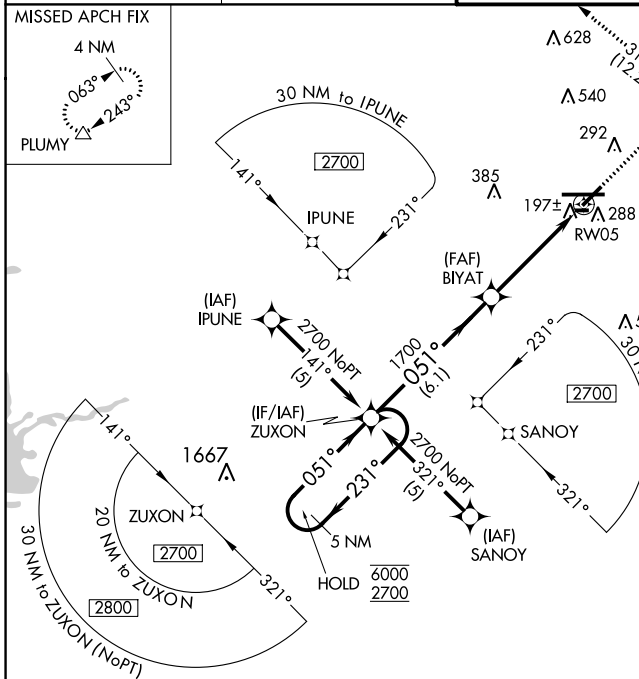 MISSED APCH FIX
4 NM
063°
243°
PLUMY
628
540
292
385
197±
288
RW05
30 NM to IPUNE
2700
141°
231°
IPUNE
(FAF)
BIYAT
(IAF)
IPUNE
2700 NoPT
141°
(5)
1700
051°
(6.1)
(IF/IAF)
ZUXON
231°
2700
SANOY
321°
2700 NoPT
321°
(5)
(IAF)
SANOY
051°
231°
5 NM
HOLD
6000
2700
1667
141°
ZUXON
2700
20 NM to ZUXON
321°
2800
30 NM to ZUXON (NoPT)